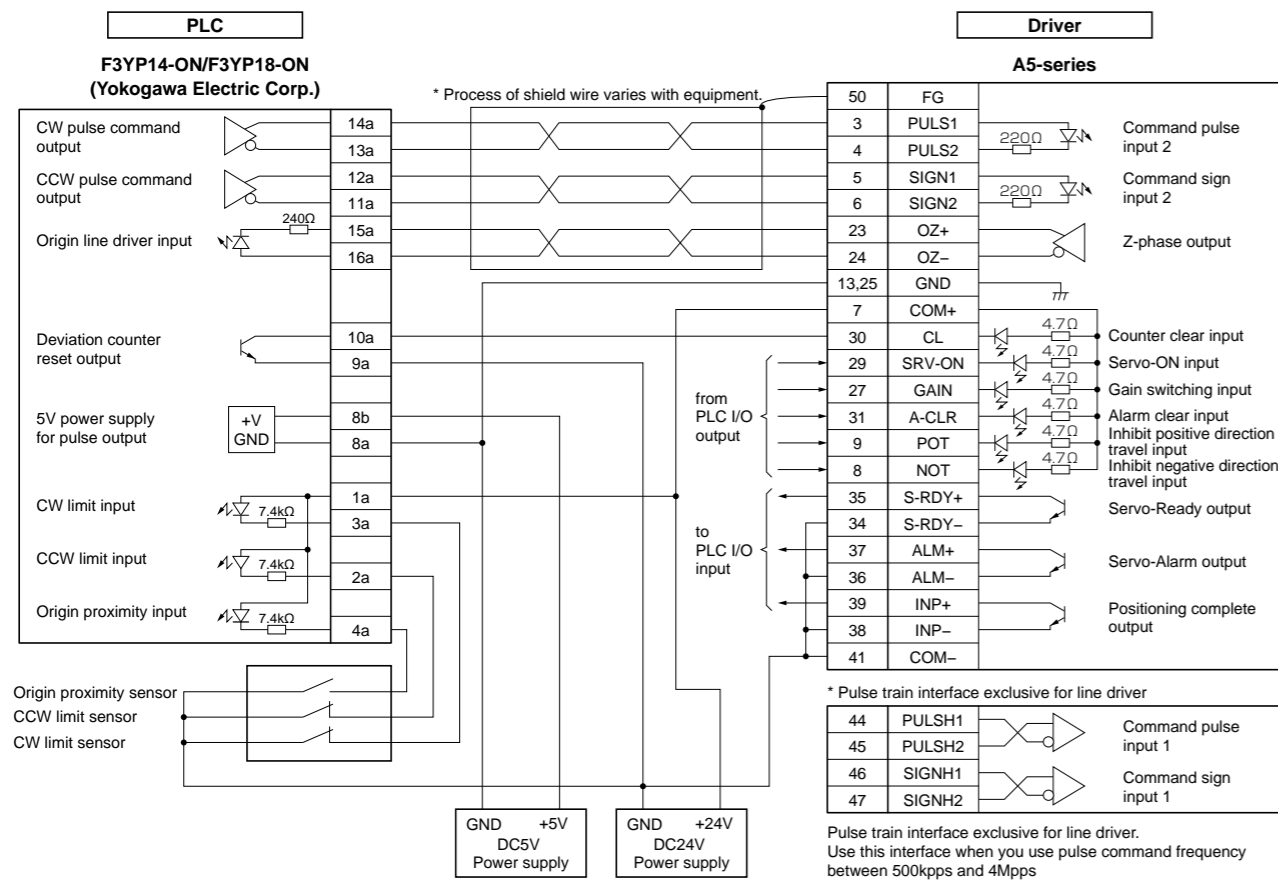 PLC
F3YP14-ON/F3YP18-ON
(Yokogawa Electric Corp.)
CW pulse command
output
CCW pulse command
output
Origin line driver input
240Ω
Deviation counter
reset output
5V power supply
for pulse output
+V
GND
CW limit input
7.4kΩ
CCW limit input
7.4kΩ
Origin proximity input
7.4kΩ
14a
13a
12a
11a
15a
16a
10a
9a
8b
8a
1a
3a
2a
4a
Origin proximity sensor
CCW limit sensor
CW limit sensor
* Process of shield wire varies with equipment.
from
PLC I/O
output
to
PLC I/O
input
GND +5V
DC5V
Power supply
GND +24V
DC24V
Power supply
Driver
A5-series
50 FG
3 PULS1
4 PULS2
5 SIGN1
6 SIGN2
23 OZ+
24 OZ−
13,25 GND
7 COM+
30 CL
29 SRV-ON
27 GAIN
31 A-CLR
9 POT
8 NOT
35 S-RDY+
34 S-RDY−
37 ALM+
36 ALM−
39 INP+
38 INP−
41 COM−
220Ω
Command pulse
input 2
220Ω
Command sign
input 2
Z-phase output
4.7Ω
Counter clear input
4.7Ω
Servo-ON input
4.7Ω
Gain switching input
4.7Ω
Alarm clear input
4.7Ω
Inhibit positive direction
travel input
4.7Ω
Inhibit negative direction
travel input
Servo-Ready output
Servo-Alarm output
Positioning complete
output
* Pulse train interface exclusive for line driver
44 PULSH1
45 PULSH2
46 SIGNH1
47 SIGNH2
Command pulse
input 1
Command sign
input 1
Pulse train interface exclusive for line driver.
Use this interface when you use pulse command frequency
between 500kpps and 4Mpps